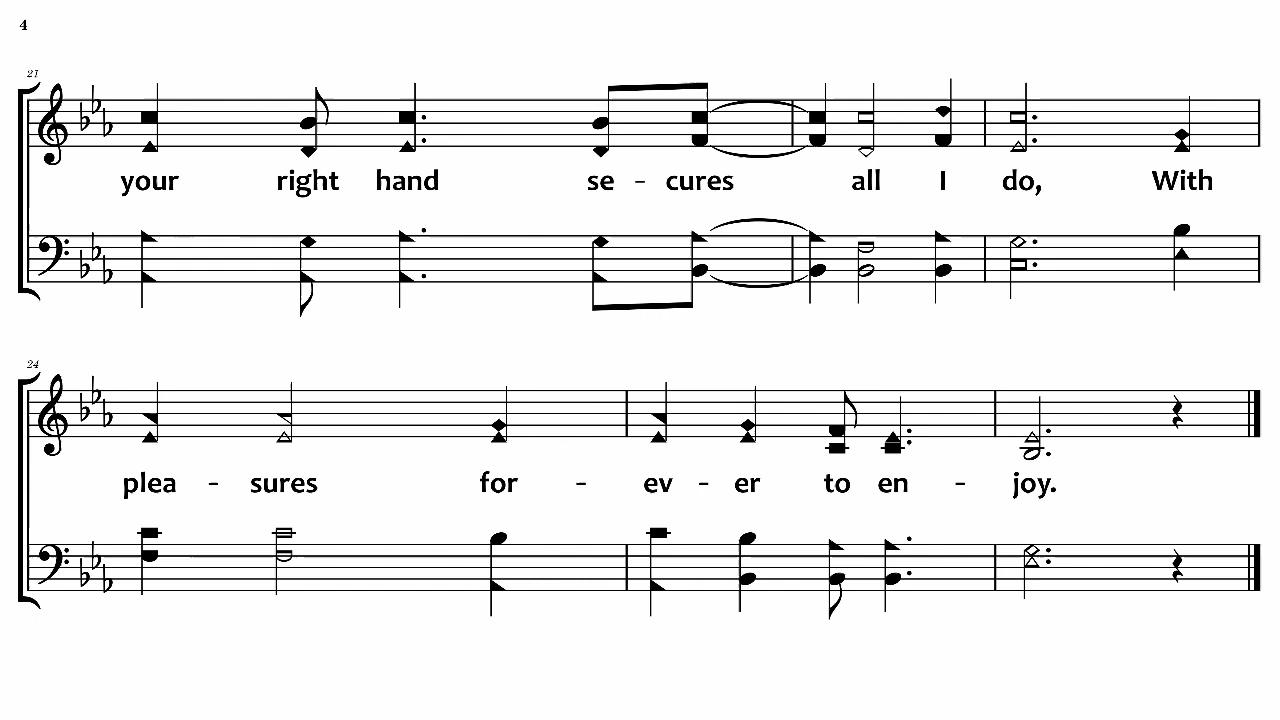 4
21
your right hand se - cures all I do, With
24
plea - sures for - ev - er to en - joy.